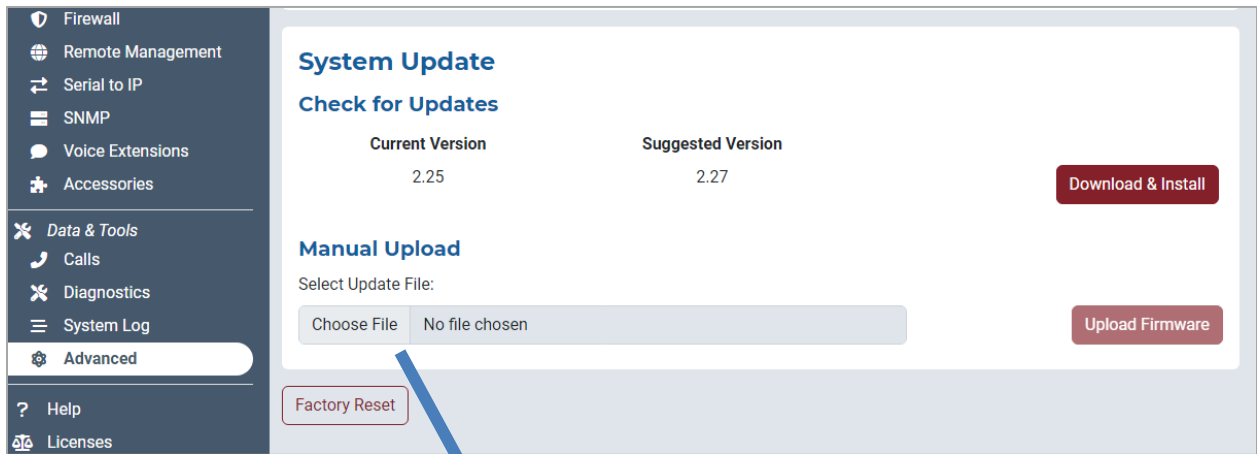 Firewall
Remote Management
Serial to IP
SNMP
Voice Extensions
Accessories
Data & Tools
Calls
Diagnostics
System Log
Advanced
? Help
Licenses
System Update
Check for Updates
Current Version Suggested Version
2.25 2.27 Download & Install
Manual Upload
Select Update File:
Choose File No file chosen Upload Firmware
Factory Reset